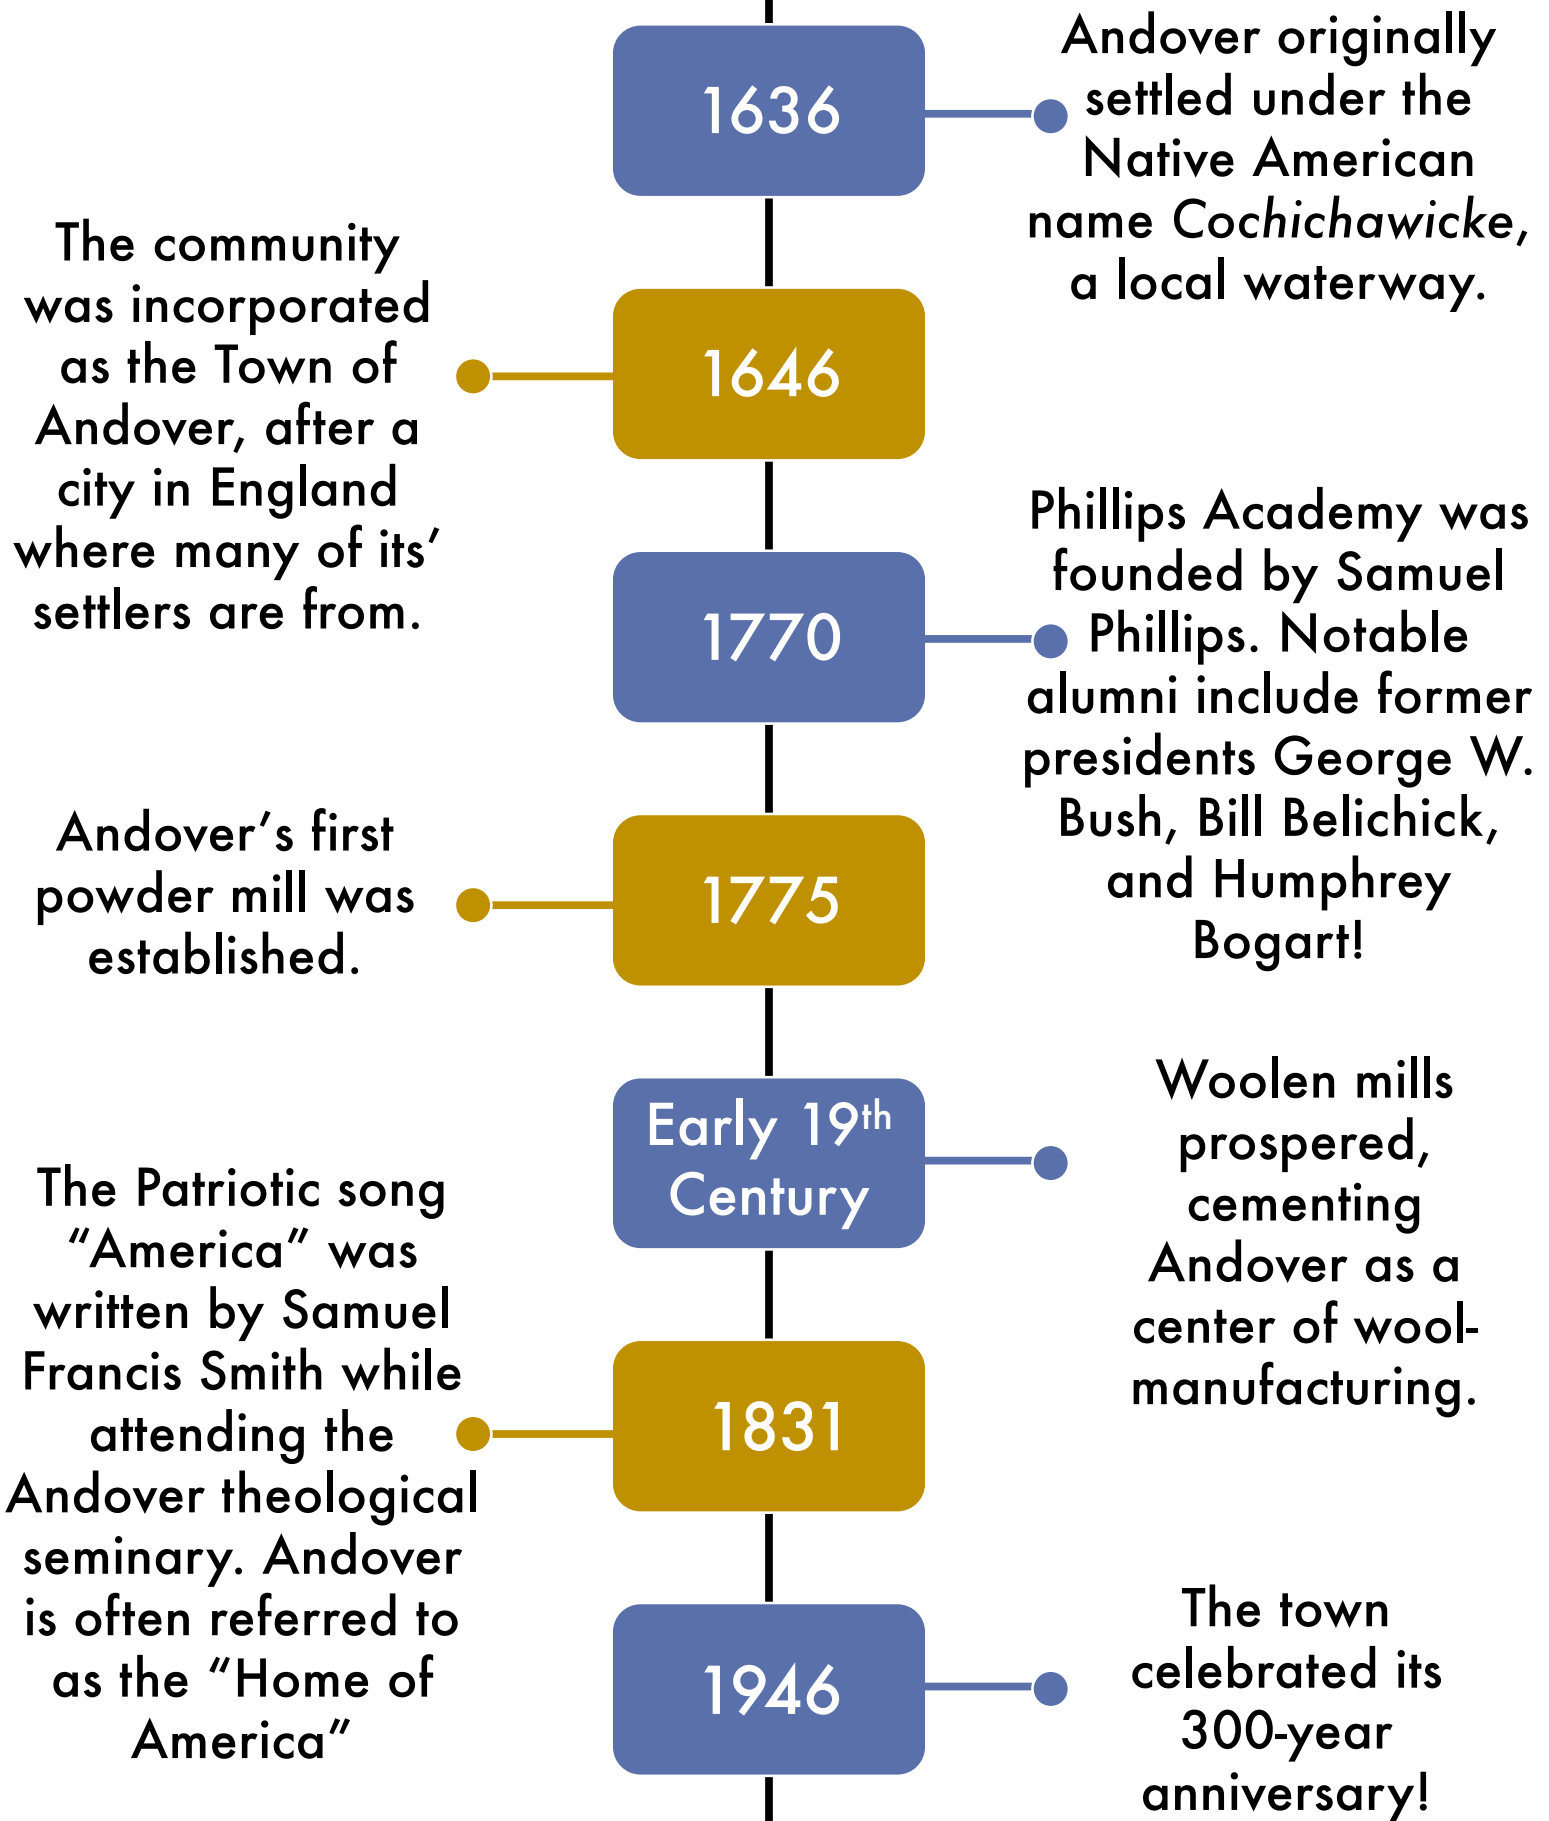 1636
Andover originally
settled under the
Native American
name Cochichawicke,
a local waterway.
The community
was incorporated
as the Town of
Andover, after a
city in England
where many of its’
settlers are from.
1646
1770
Phillips Academy was
founded by Samuel
Phillips. Notable
alumni include former
presidents George W.
Bush, Bill Belichick,
and Humphrey
Bogart!
Andover’s first
powder mill was
established.
1775
Early 19th
Century
Woolen mills
prospered,
cementing
Andover as a
center of wool-
manufacturing.
The Patriotic song
“America” was
written by Samuel
Francis Smith while
attending the
Andover theological
seminary. Andover
is often referred to
as the “Home of
America”
1831
1946
The town
celebrated its
300-year
anniversary!